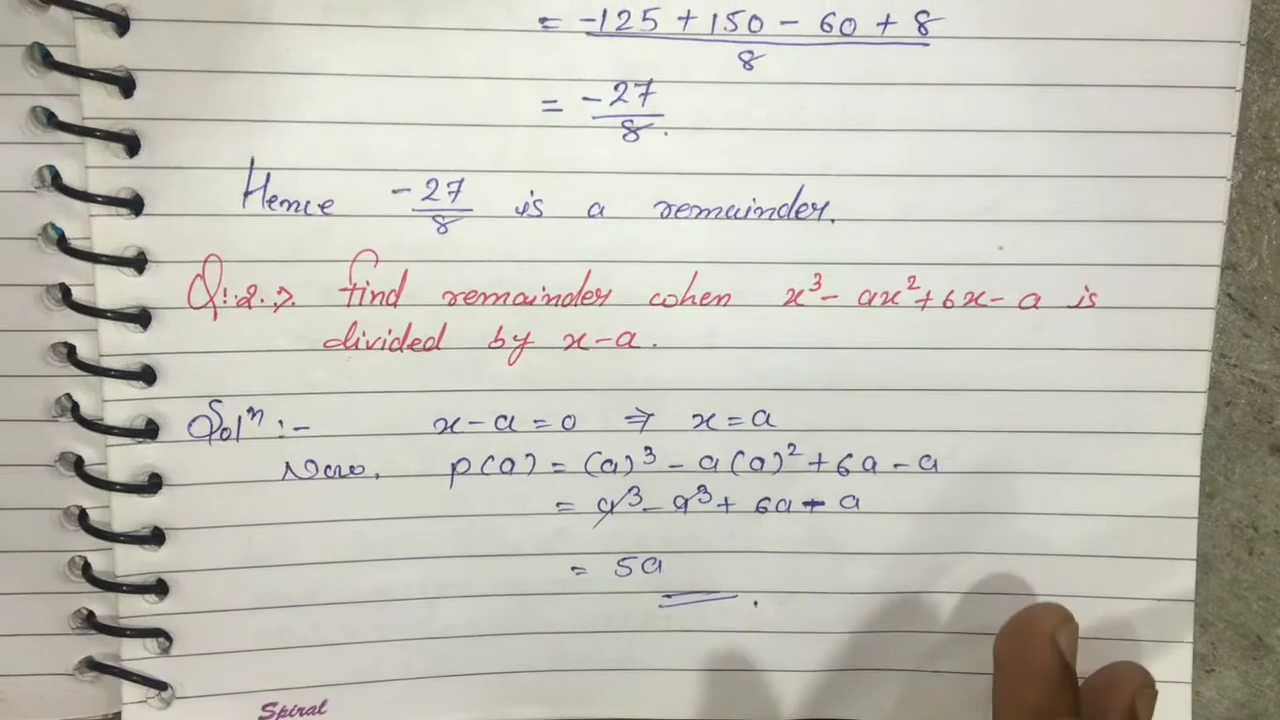 = -125 + 150 - 60 + 8
8
= -27
8.
Hence -27/8 is a remainder.
Q:2.>. find remainder when x³- ax²+6x-a is
divided by x-a.
Solⁿ :- x-a=0 ⇒ x=a
Now, p(a) = (a)³ - a(a)² + 6a - a
= a³ - a³ + 6a - a
= 5a
Spiral